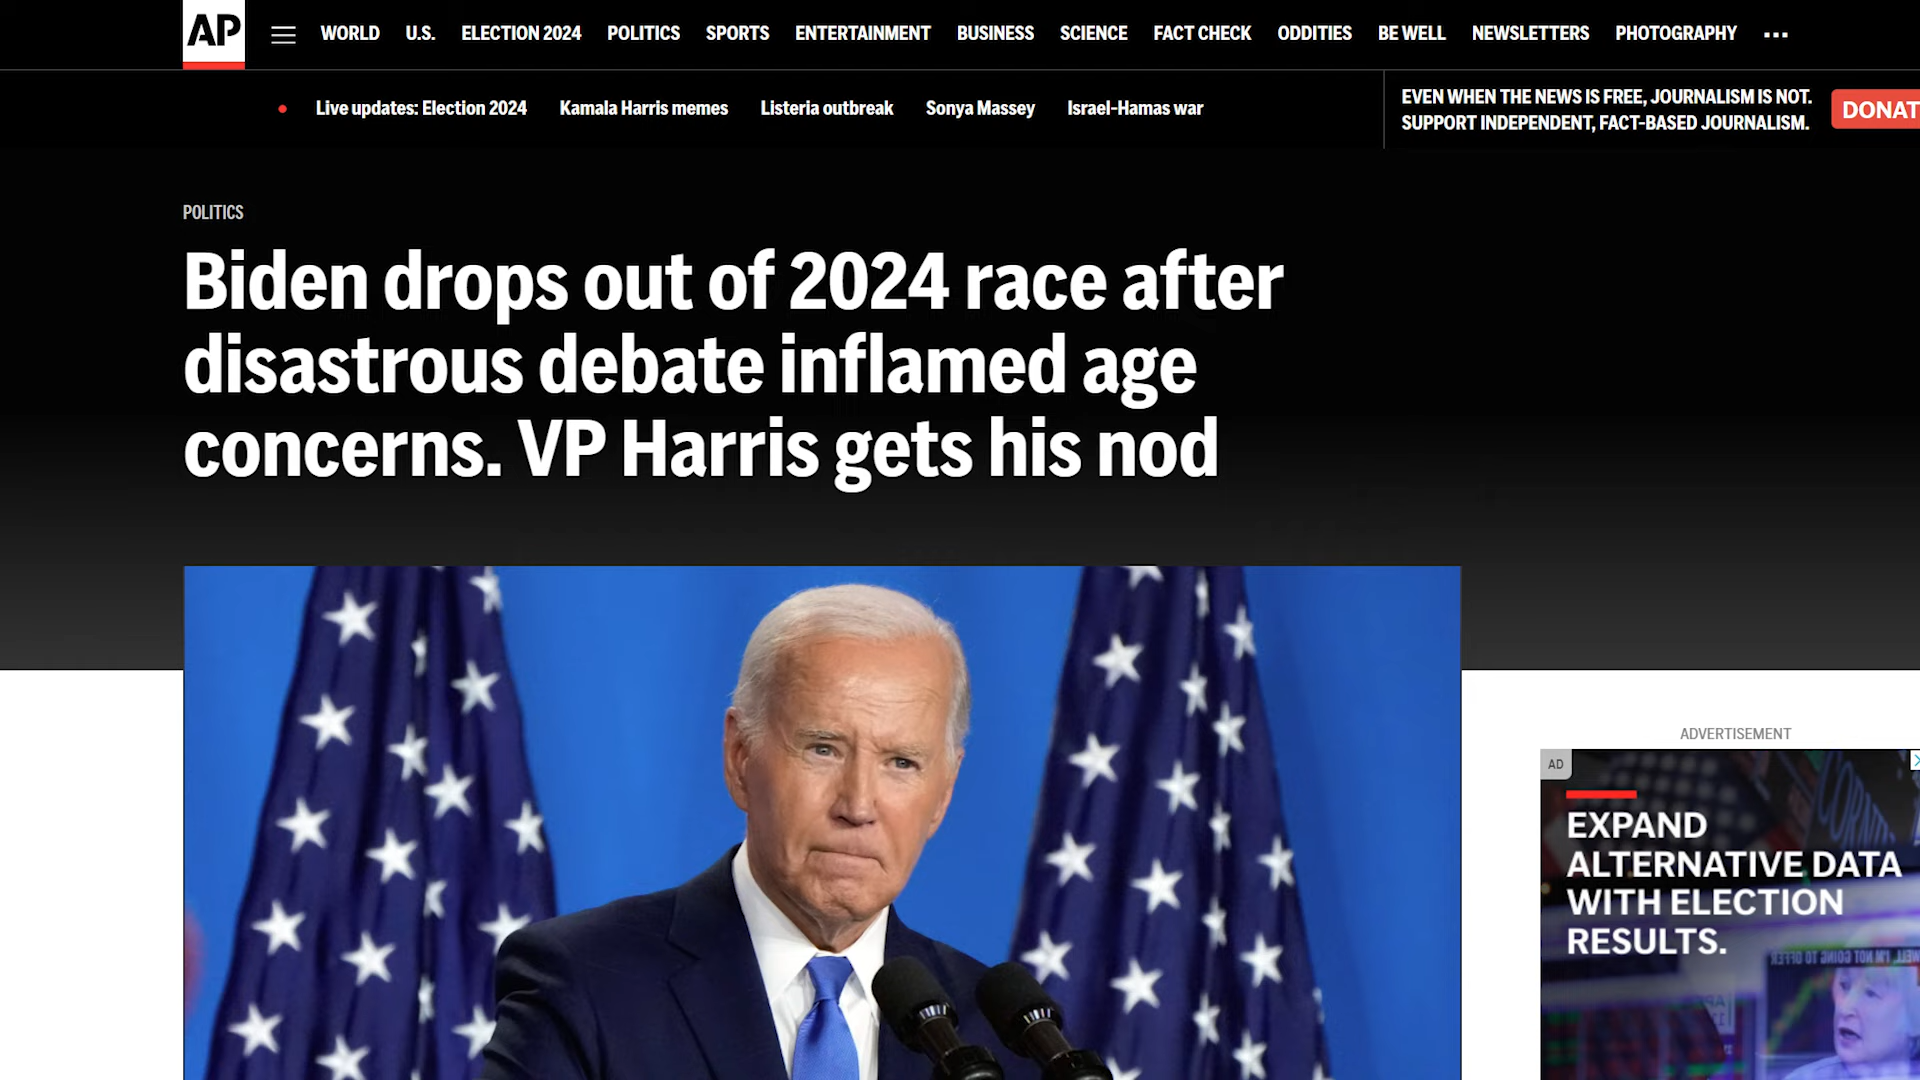 AP
WORLD U.S. ELECTION 2024 POLITICS SPORTS ENTERTAINMENT BUSINESS SCIENCE FACT CHECK ODDITIES BE WELL NEWSLETTERS PHOTOGRAPHY ...
Live updates: Election 2024 Kamala Harris memes Listeria outbreak Sonya Massey Israel-Hamas war
EVEN WHEN THE NEWS IS FREE, JOURNALISM IS NOT.
SUPPORT INDEPENDENT, FACT-BASED JOURNALISM.
DONAT
POLITICS
Biden drops out of 2024 race after
disastrous debate inflamed age
concerns. VP Harris gets his nod
ADVERTISEMENT
AD
EXPAND
ALTERNATIVE DATA
WITH ELECTION
RESULTS.